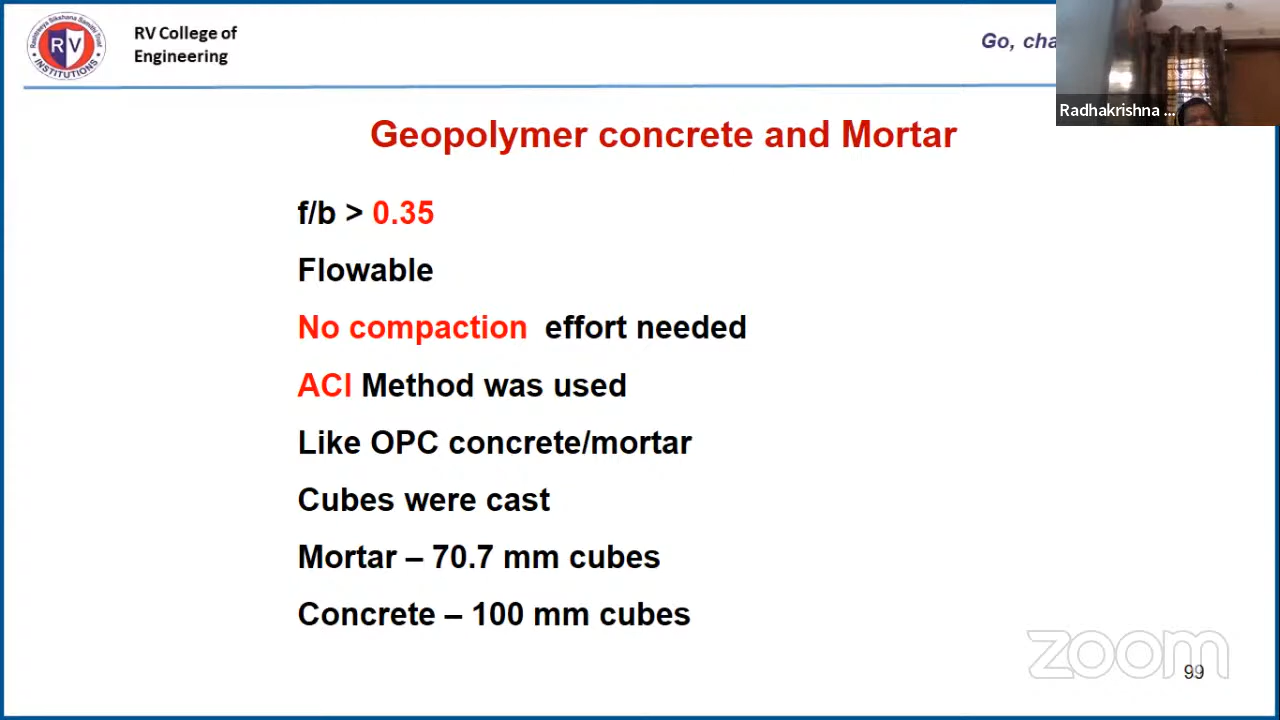 RV College of
Engineering
Go, cha
Radhakrishna ...
RV
INSTITUTIONS
Geopolymer concrete and Mortar
f/b > 0.35
Flowable
No compaction effort needed
ACI Method was used
Like OPC concrete/mortar
Cubes were cast
Mortar – 70.7 mm cubes
Concrete – 100 mm cubes
zoom
99